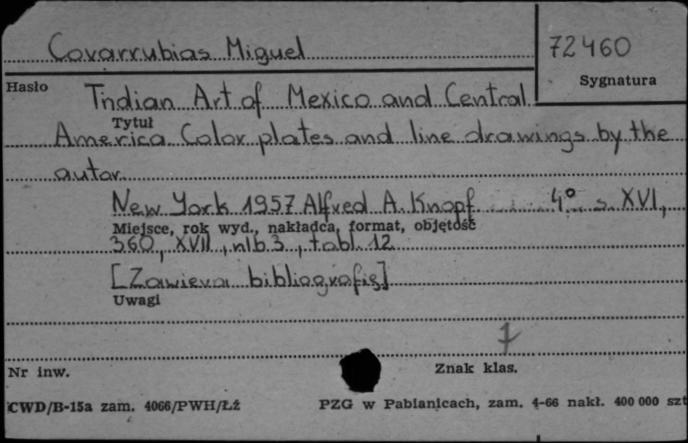 Covarrubias Miguel
72460
Hasło
Sygnatura
Indian Art of Mexico and Central
Tytuł
America Color plates and line drawings by the
autor
New York 1957 Alfred A. Knopf 4° s. XVI,
Miejsce, rok wyd., nakładca, format, objętość
360, XVII, nlb 3, tabl. 12
[Zawiera bibliografię]
Uwagi
7
Nr inw.
Znak klas.
CWD/B-15a zam. 4066/PWH/ŁŻ
PZG w Pabianicach, zam. 4-66 nakł. 400 000 szt